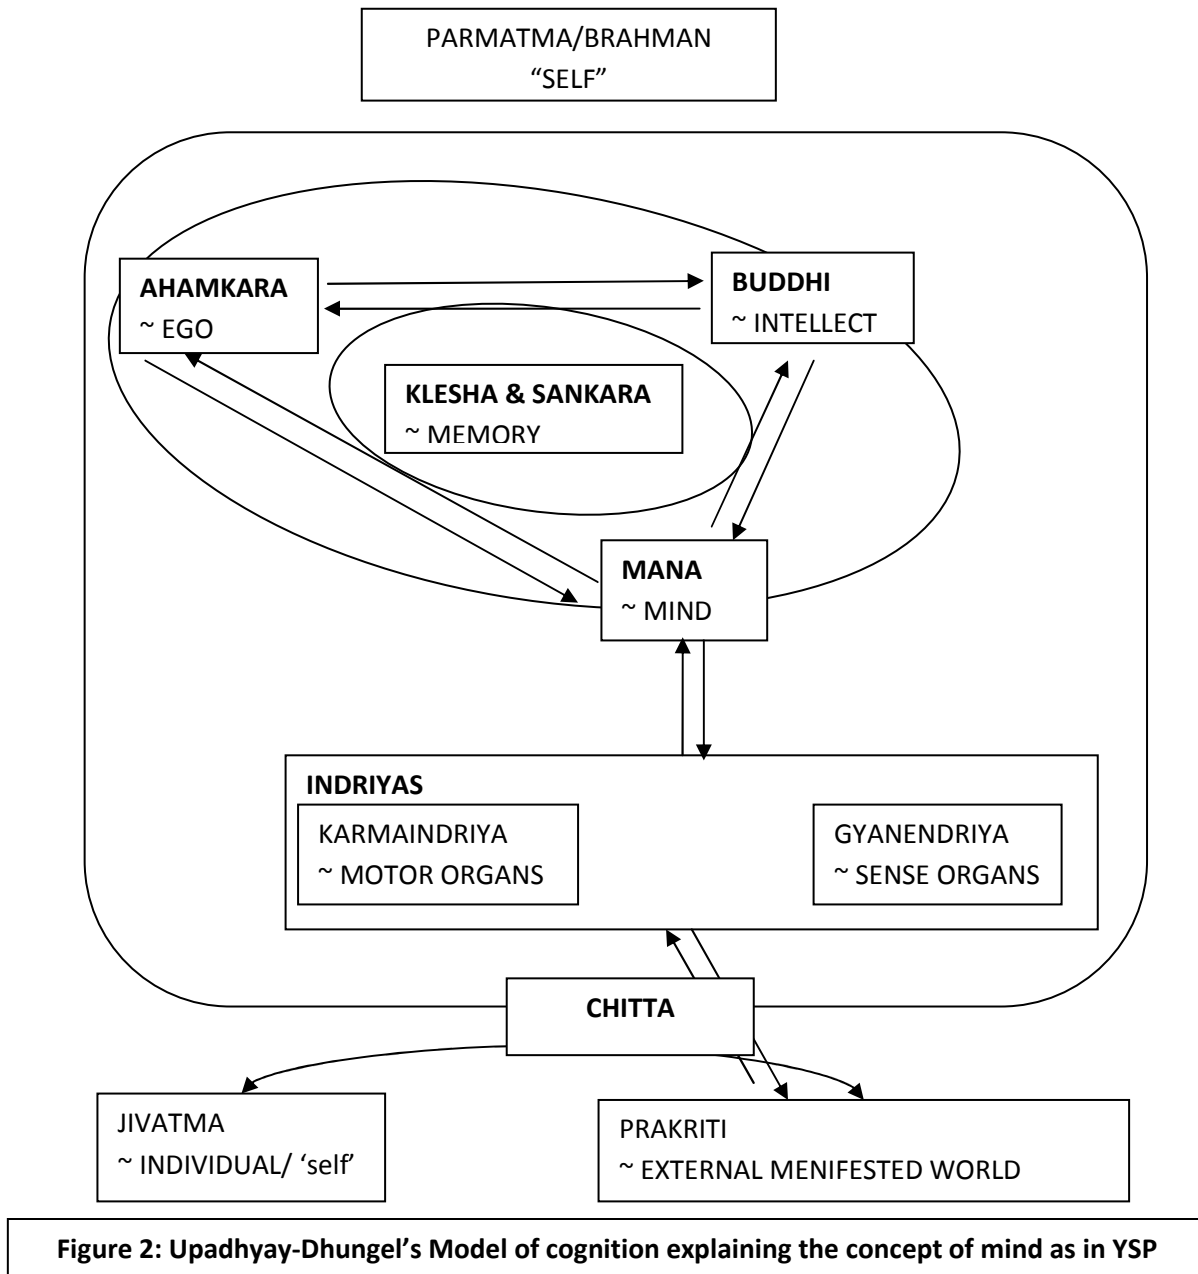 PARMATMA/BRAHMAN
“SELF”
AHAMKARA
~ EGO
BUDDHI
~ INTELLECT
KLESHA & SANKARA
~ MEMORY
MANA
~ MIND
INDRIYAS
KARMAINDRIYA
~ MOTOR ORGANS
GYANENDRIYA
~ SENSE ORGANS
CHITTA
JIVATMA
~ INDIVIDUAL/ ‘self’
PRAKRITI
~ EXTERNAL MENIFESTED WORLD
Figure 2: Upadhyay-Dhungel’s Model of cognition explaining the concept of mind as in YSP